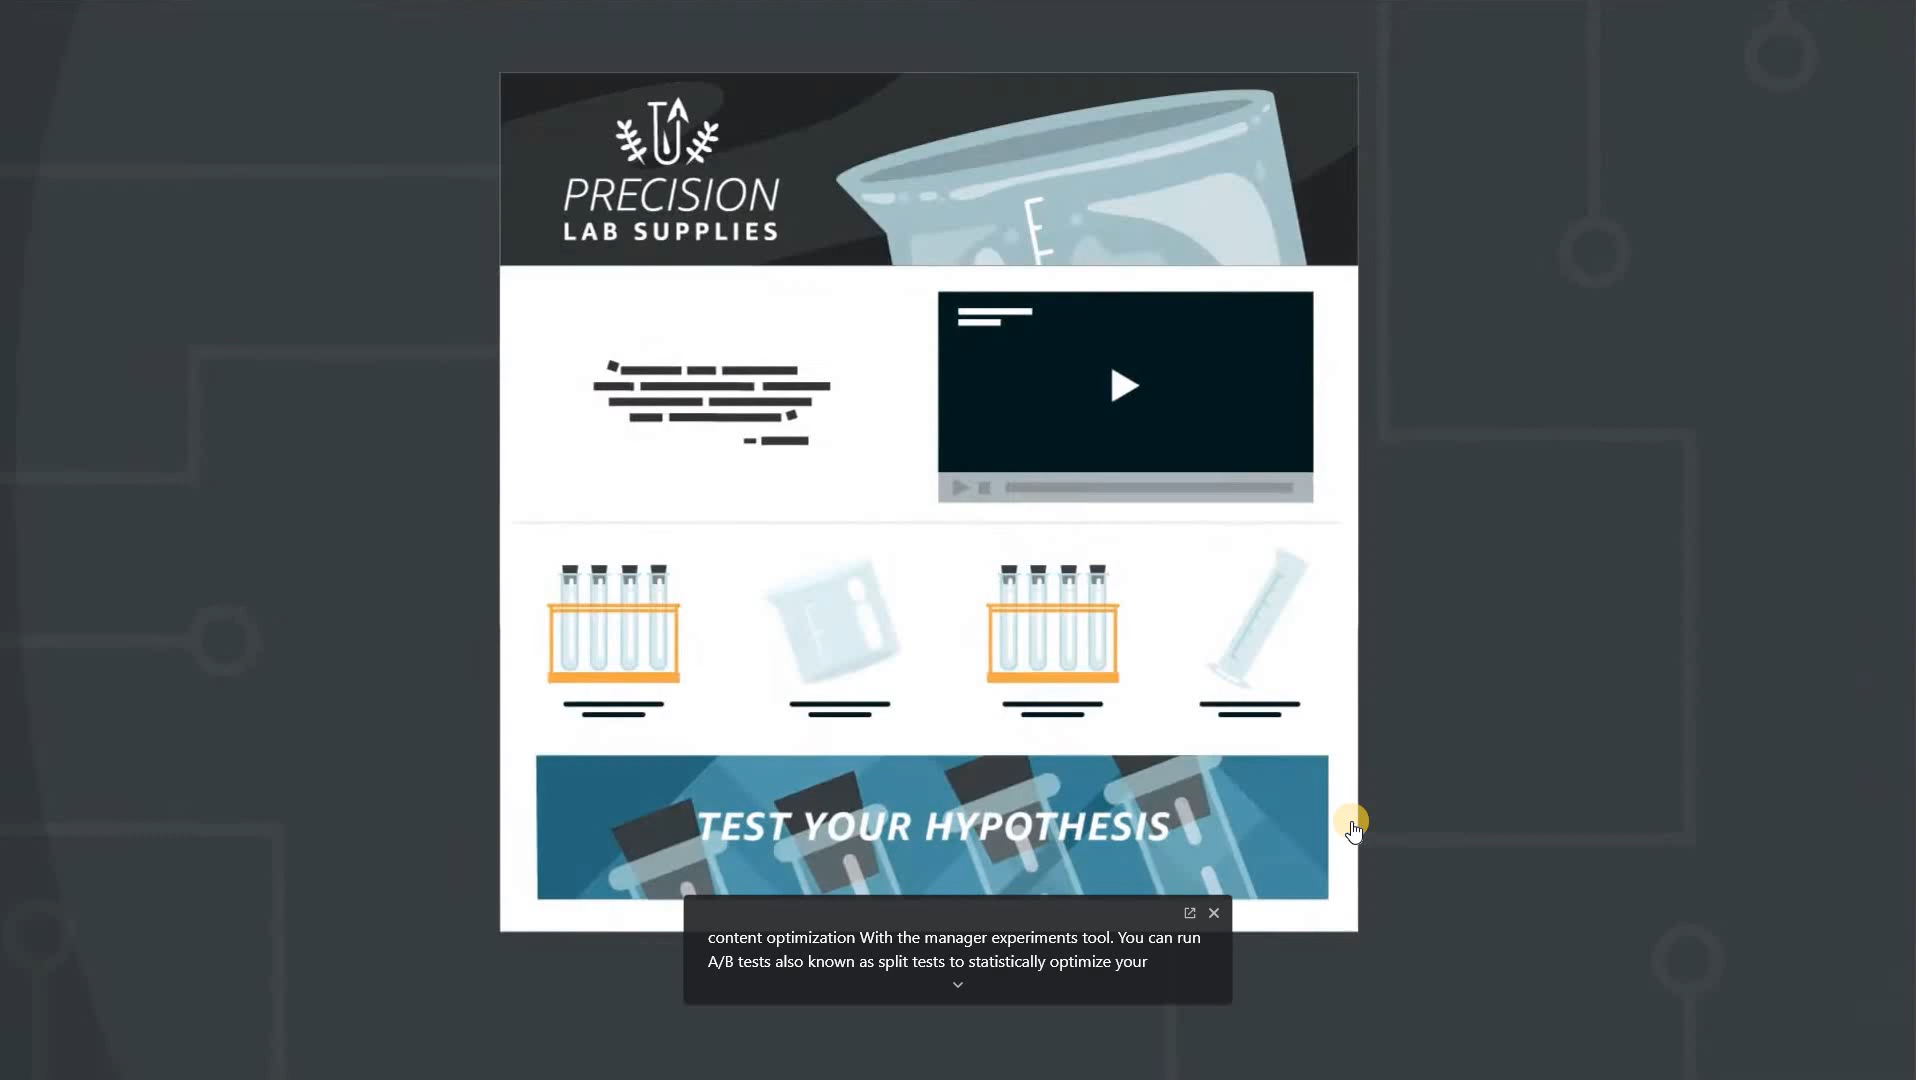 PRECISION
LAB SUPPLIES
TEST YOUR HYPOTHESIS
content optimization With the manager experiments tool. You can run
A/B tests also known as split tests to statistically optimize your